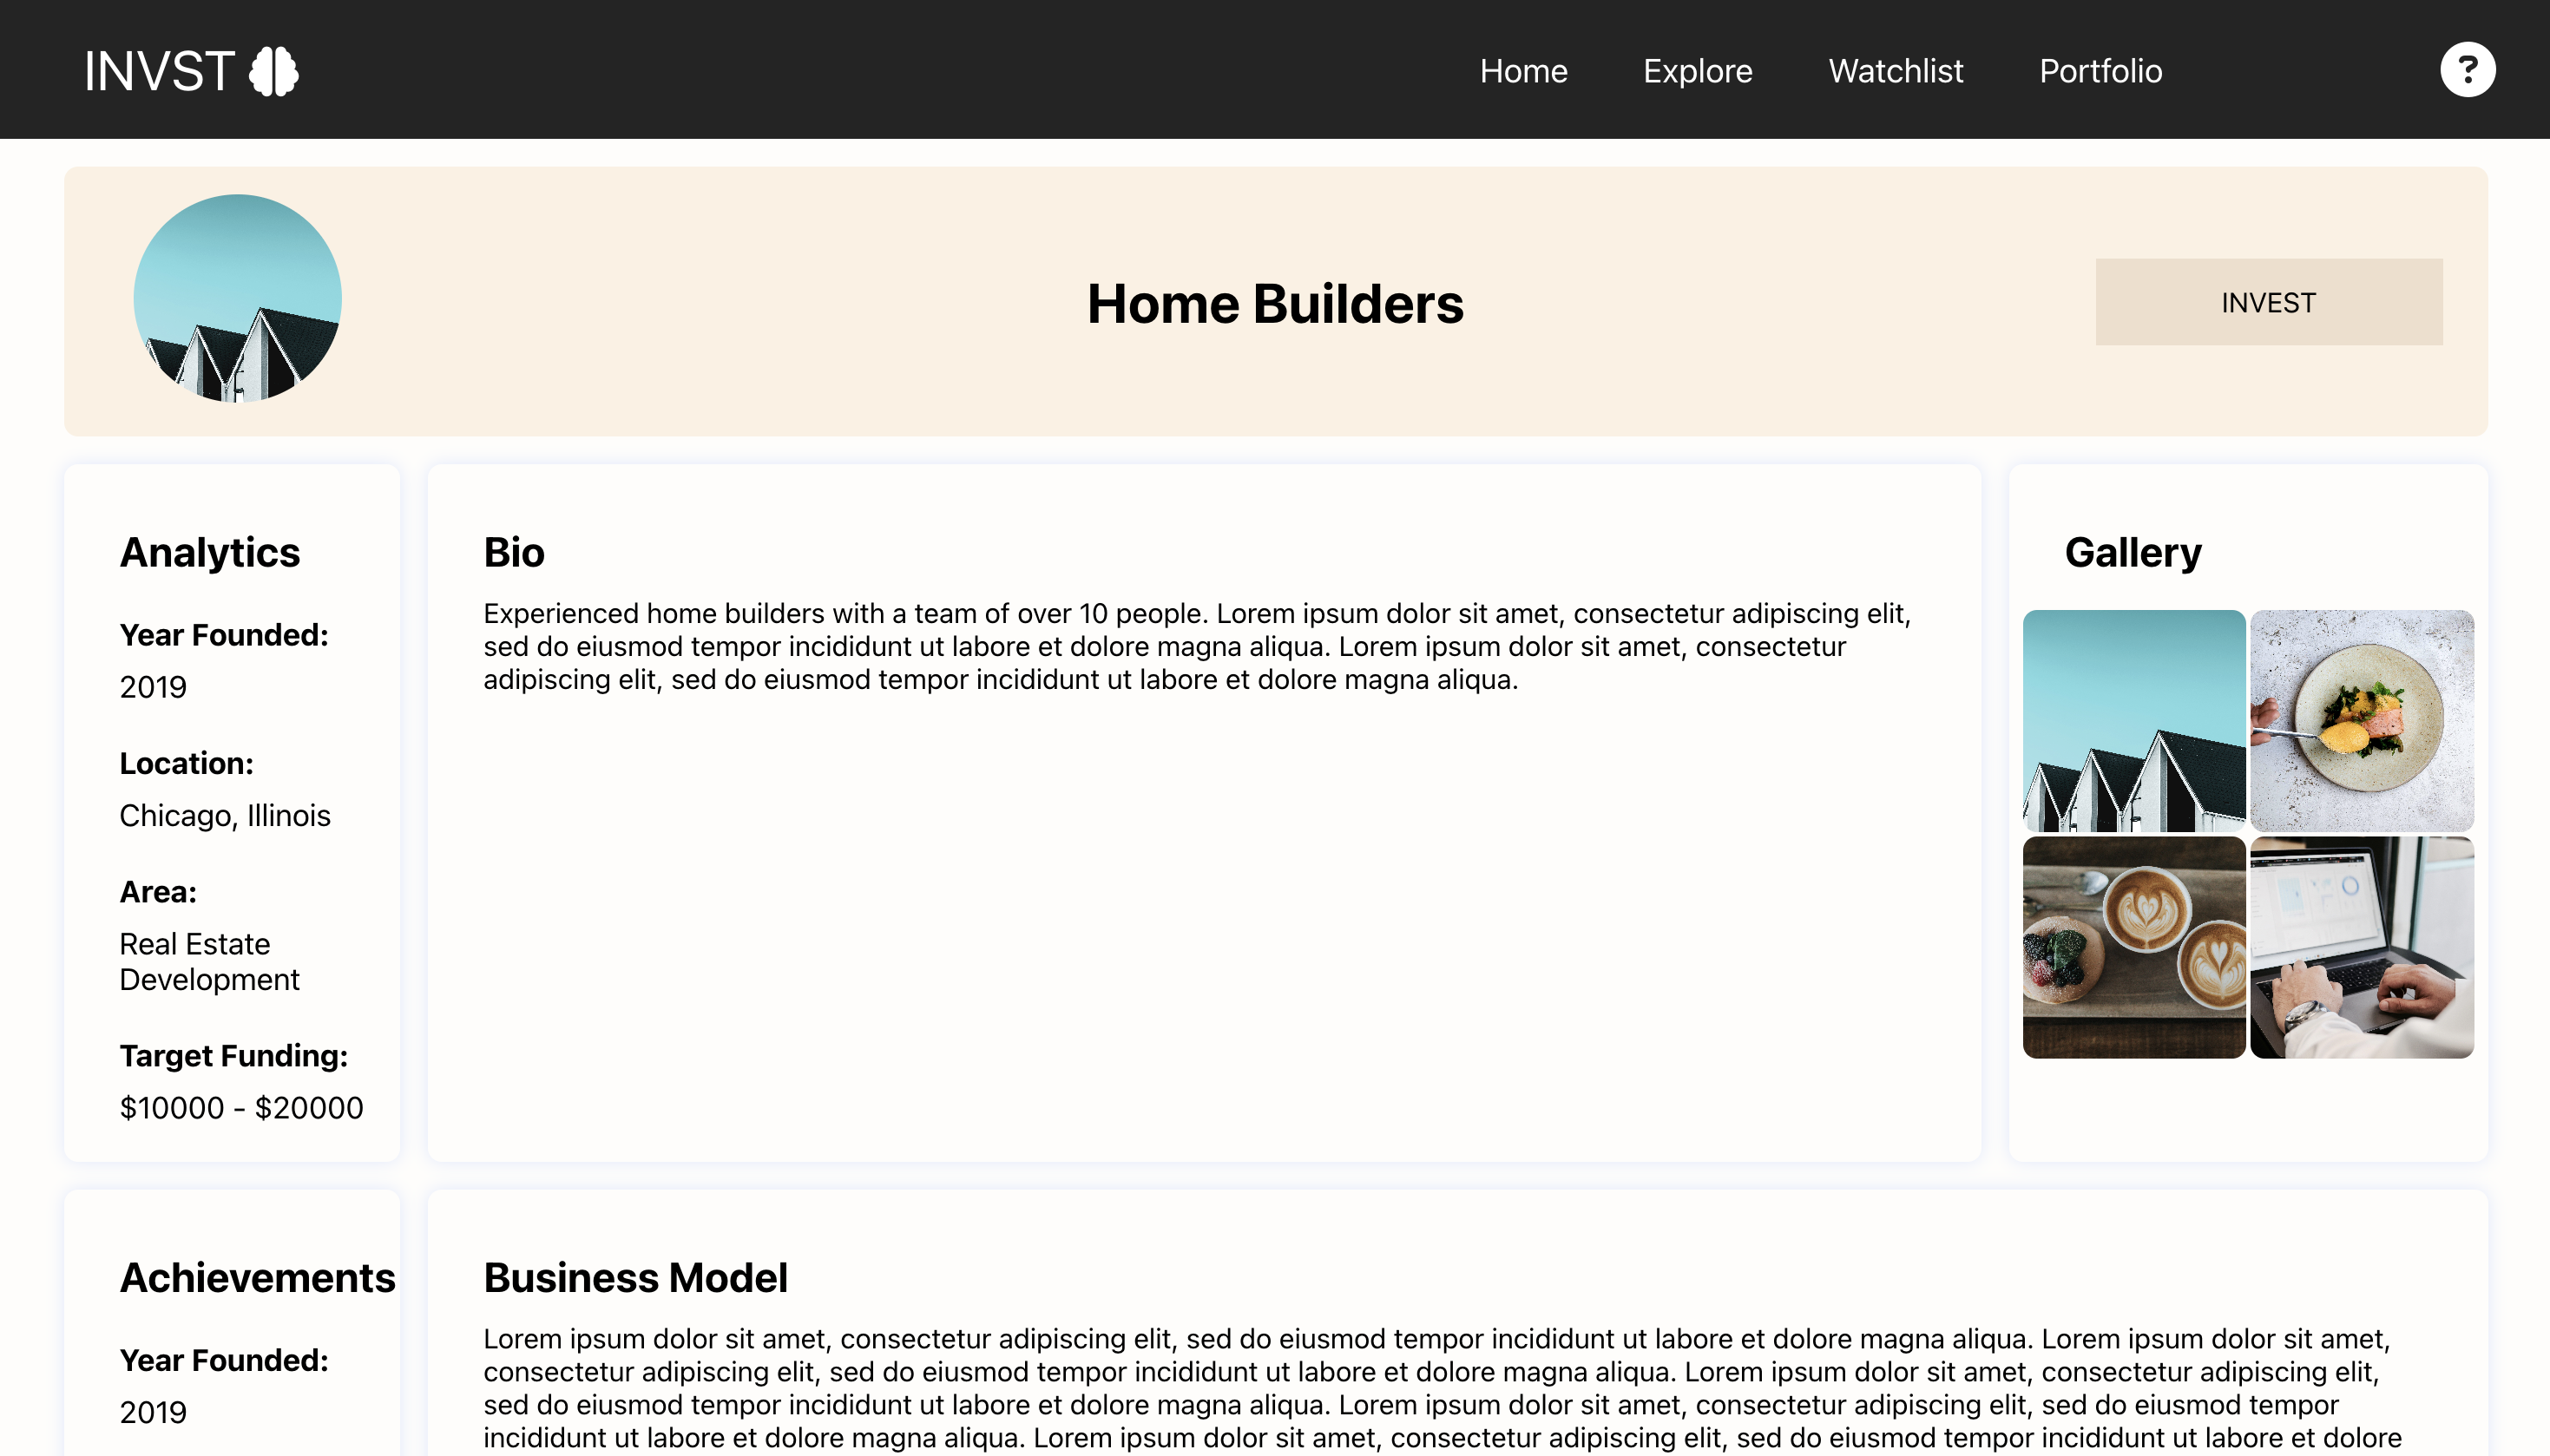 INVST
Home
Explore
Watchlist
Portfolio
?
Home Builders
INVEST
Analytics
Year Founded:
2019
Location:
Chicago, Illinois
Area:
Real Estate
Development
Target Funding:
$10000 - $20000
Bio
Experienced home builders with a team of over 10 people. Lorem ipsum dolor sit amet, consectetur adipiscing elit,
sed do eiusmod tempor incididunt ut labore et dolore magna aliqua. Lorem ipsum dolor sit amet, consectetur
adipiscing elit, sed do eiusmod tempor incididunt ut labore et dolore magna aliqua.
Gallery
Achievements
Year Founded:
2019
Business Model
Lorem ipsum dolor sit amet, consectetur adipiscing elit, sed do eiusmod tempor incididunt ut labore et dolore magna aliqua. Lorem ipsum dolor sit amet,
consectetur adipiscing elit, sed do eiusmod tempor incididunt ut labore et dolore magna aliqua. Lorem ipsum dolor sit amet, consectetur adipiscing elit,
sed do eiusmod tempor incididunt ut labore et dolore magna aliqua. Lorem ipsum dolor sit amet, consectetur adipiscing elit, sed do eiusmod tempor
incididunt ut labore et dolore magna aliqua. Lorem ipsum dolor sit amet, consectetur adipiscing elit, sed do eiusmod tempor incididunt ut labore et dolore